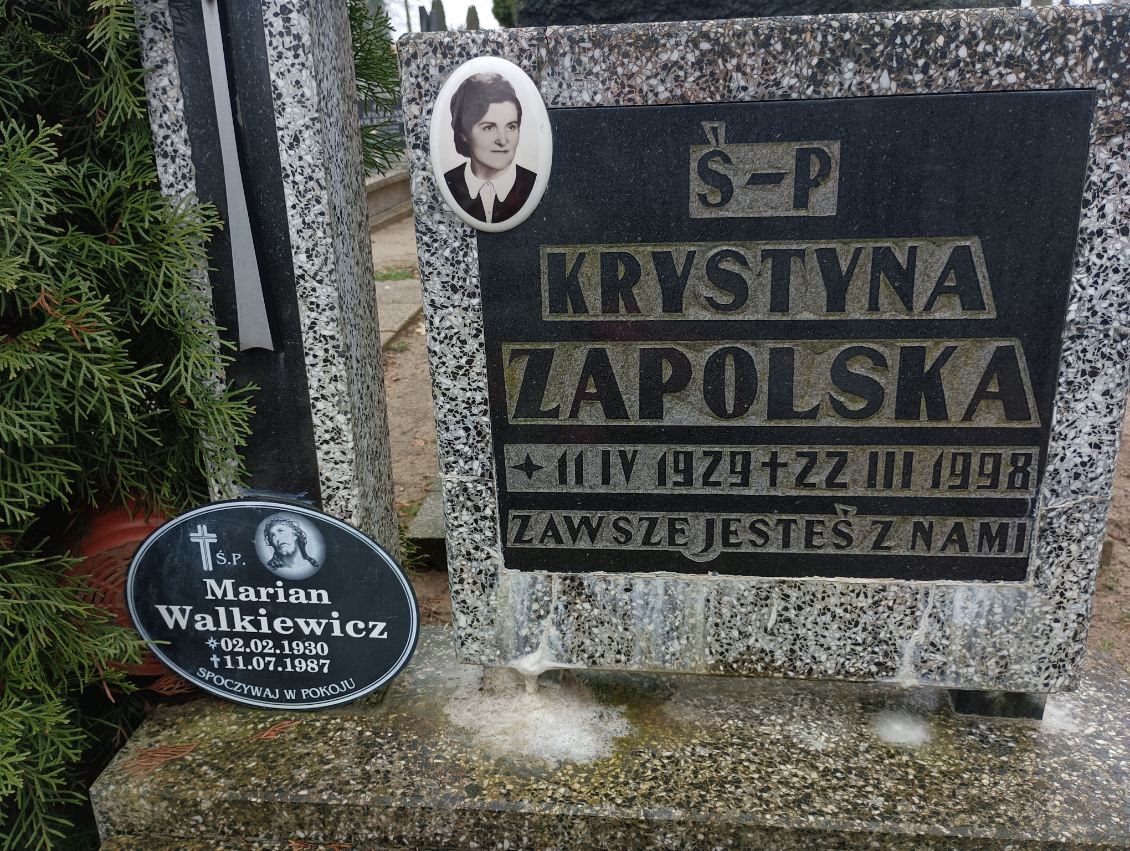 Ś-P
KRYSTYNA
ZAPOLSKA
✦ 11 IV 1929 ✝ 22 III 1998
ZAWSZE JESTEŚ Z NAMI
Ś.P.
Marian
Walkiewicz
✵02.02.1930
✝11.07.1987
SPOCZYWAJ W POKOJU